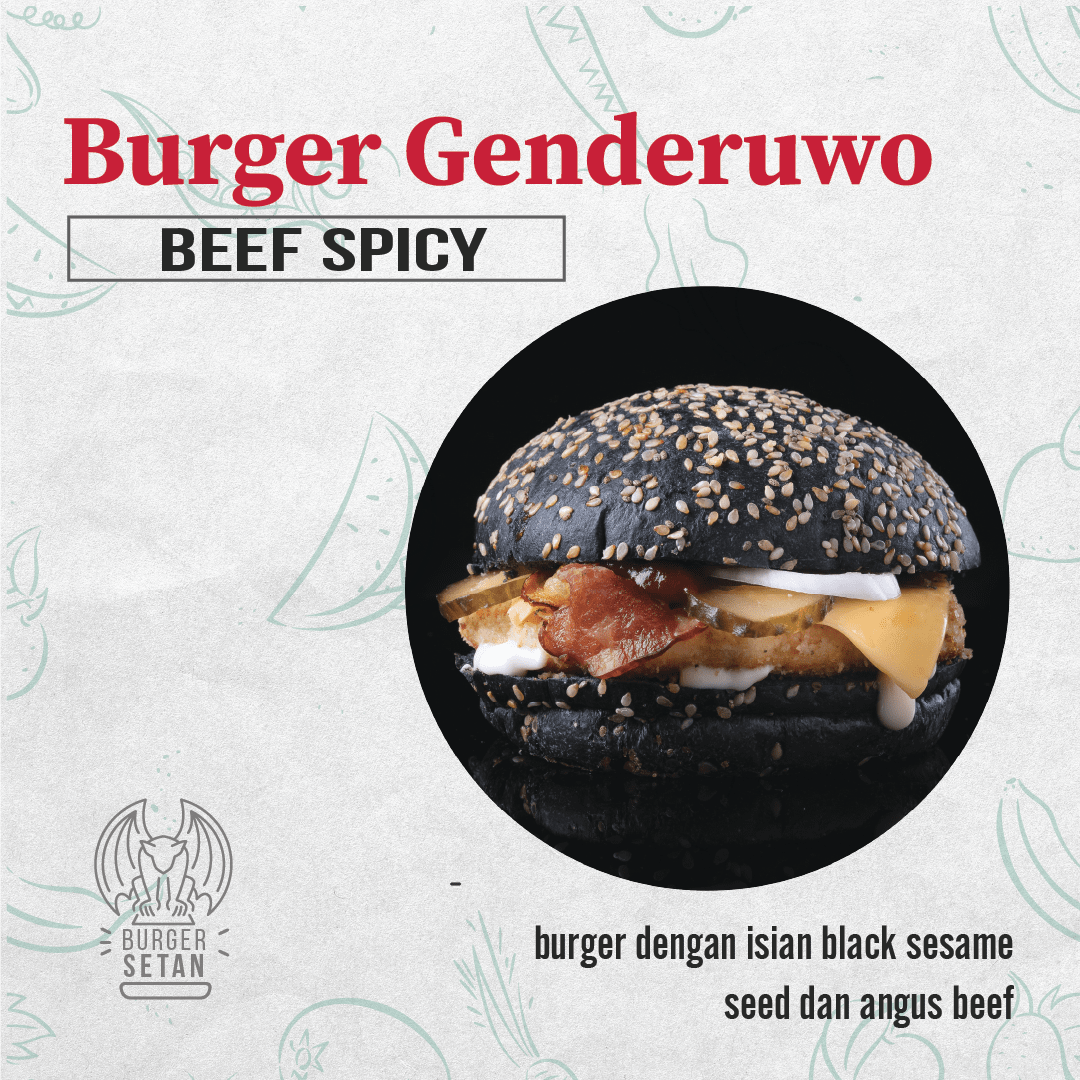 Burger Genderuwo
BEEF SPICY
-
burger dengan isian black sesame
seed dan angus beef
BURGER
SETAN